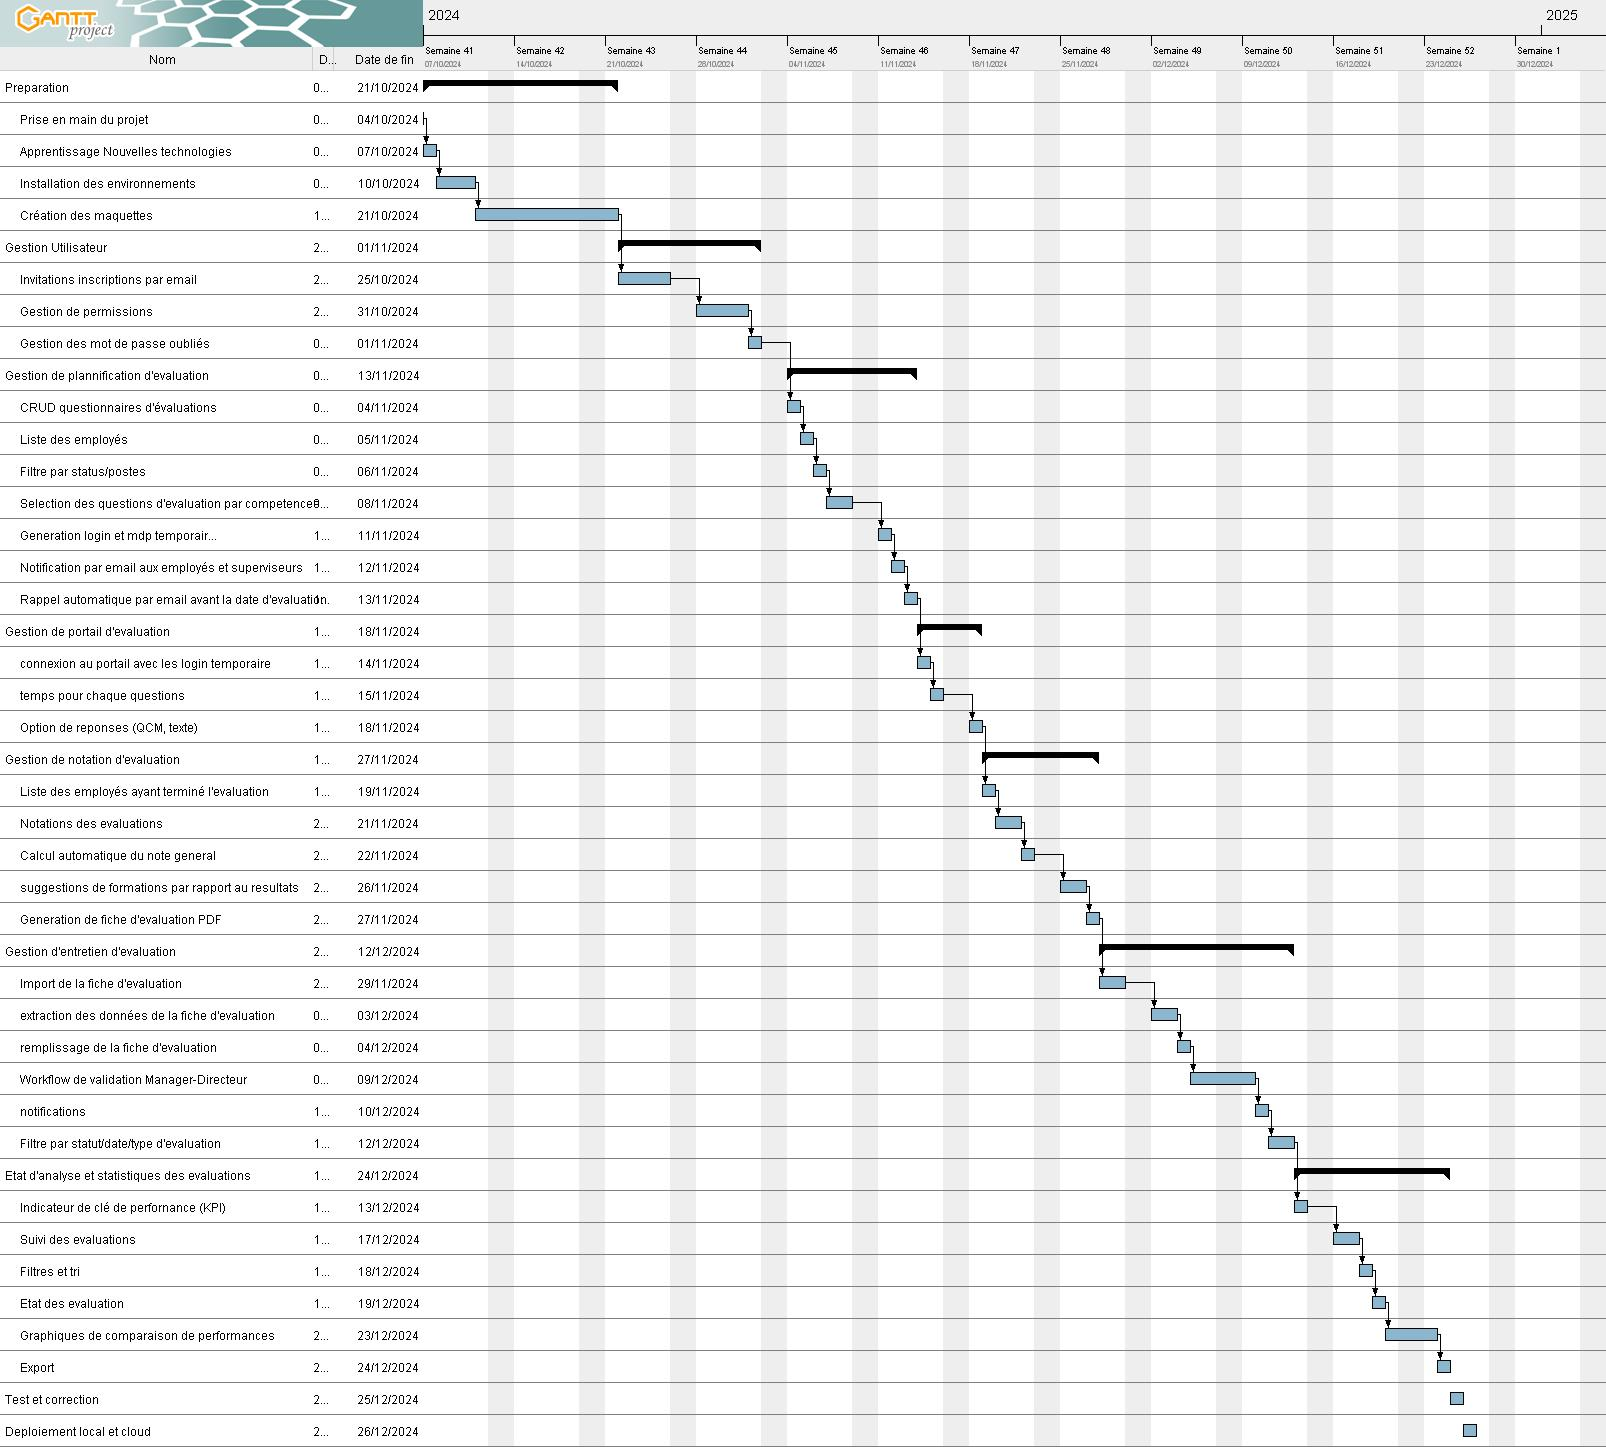 GANTT project
2024
2025
Nom D... Date de fin
Semaine 41 Semaine 42 Semaine 43 Semaine 44 Semaine 45 Semaine 46 Semaine 47 Semaine 48 Semaine 49 Semaine 50 Semaine 51 Semaine 52 Semaine 1
07/10/2024 14/10/2024 21/10/2024 28/10/2024 04/11/2024 11/11/2024 18/11/2024 25/11/2024 02/12/2024 09/12/2024 16/12/2024 23/12/2024 30/12/2024
Preparation 0... 21/10/2024
Prise en main du projet 0... 04/10/2024
Apprentissage Nouvelles technologies 0... 07/10/2024
Installation des environnements 0... 10/10/2024
Création des maquettes 1... 21/10/2024
Gestion Utilisateur 2... 01/11/2024
Invitations inscriptions par email 2... 25/10/2024
Gestion de permissions 2... 31/10/2024
Gestion des mot de passe oubliés 0... 01/11/2024
Gestion de plannification d'evaluation 0... 13/11/2024
CRUD questionnaires d'évaluations 0... 04/11/2024
Liste des employés 0... 05/11/2024
Filtre par status/postes 0... 06/11/2024
Selection des questions d'evaluation par competence 0... 08/11/2024
Generation login et mdp temporair... 1... 11/11/2024
Notification par email aux employés et superviseurs 1... 12/11/2024
Rappel automatique par email avant la date d'evaluation 1... 13/11/2024
Gestion de portail d'evaluation 1... 18/11/2024
connexion au portail avec les login temporaire 1... 14/11/2024
temps pour chaque questions 1... 15/11/2024
Option de reponses (QCM, texte) 1... 18/11/2024
Gestion de notation d'evaluation 1... 27/11/2024
Liste des employés ayant terminé l'evaluation 1... 19/11/2024
Notations des evaluations 2... 21/11/2024
Calcul automatique du note general 2... 22/11/2024
suggestions de formations par rapport au resultats 2... 26/11/2024
Generation de fiche d'evaluation PDF 2... 27/11/2024
Gestion d'entretien d'evaluation 2... 12/12/2024
Import de la fiche d'evaluation 2... 29/11/2024
extraction des données de la fiche d'evaluation 0... 03/12/2024
remplissage de la fiche d'evaluation 0... 04/12/2024
Workflow de validation Manager-Directeur 0... 09/12/2024
notifications 1... 10/12/2024
Filtre par statut/date/type d'evaluation 1... 12/12/2024
Etat d'analyse et statistiques des evaluations 1... 24/12/2024
Indicateur de clé de perfornance (KPI) 1... 13/12/2024
Suivi des evaluations 1... 17/12/2024
Filtres et tri 1... 18/12/2024
Etat des evaluation 1... 19/12/2024
Graphiques de comparaison de performances 2... 23/12/2024
Export 2... 24/12/2024
Test et correction 2... 25/12/2024
Deploiement local et cloud 2... 26/12/2024